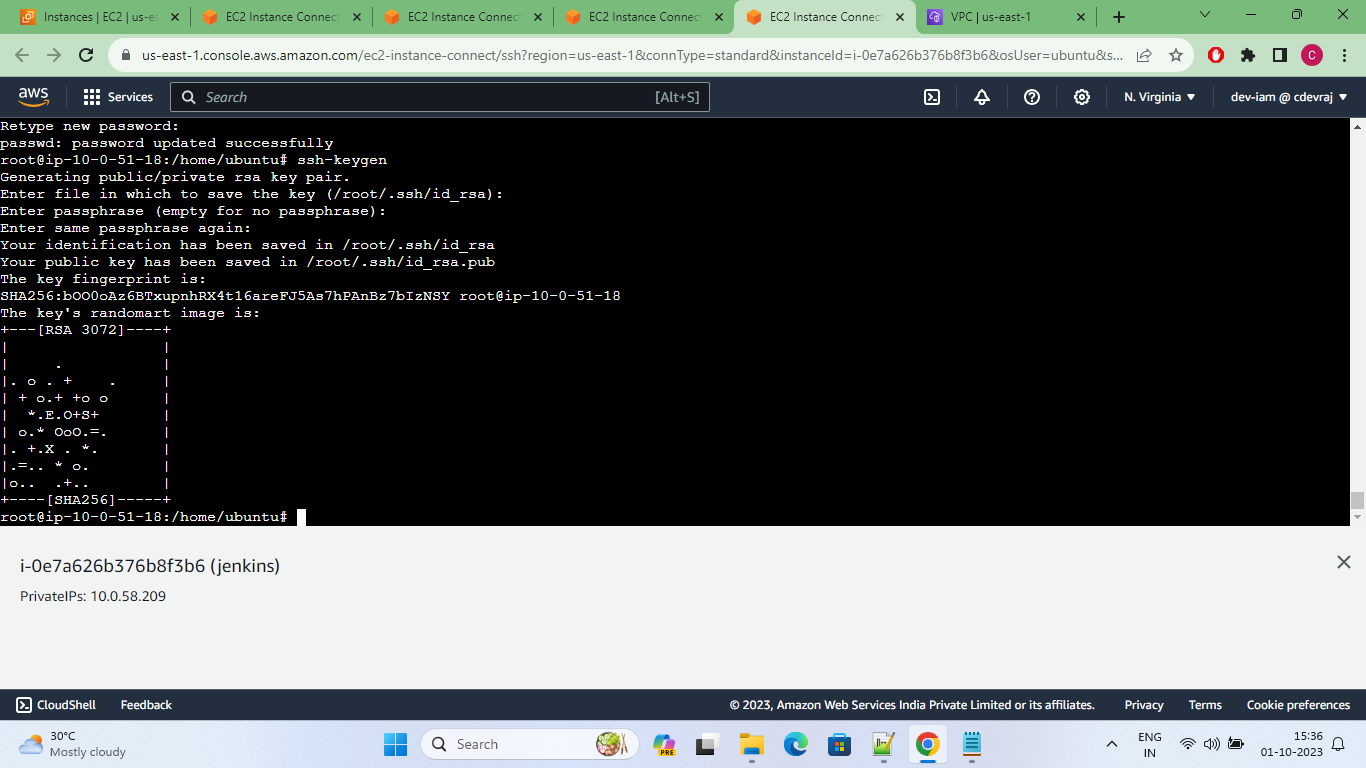 Instances | EC2 | us-e
EC2 Instance Connect
EC2 Instance Connect
EC2 Instance Connect
EC2 Instance Connect
VPC | us-east-1
us-east-1.console.aws.amazon.com/ec2-instance-connect/ssh?region=us-east-1&connType=standard&instanceId=i-0e7a626b376b8f3b6&osUser=ubuntu&s...
C
aws
Services
Search
[Alt+S]
N. Virginia
dev-iam @ cdevraj
Retype new password:
passwd: password updated successfully
root@ip-10-0-51-18:/home/ubuntu# ssh-keygen
Generating public/private rsa key pair.
Enter file in which to save the key (/root/.ssh/id_rsa):
Enter passphrase (empty for no passphrase):
Enter same passphrase again:
Your identification has been saved in /root/.ssh/id_rsa
Your public key has been saved in /root/.ssh/id_rsa.pub
The key fingerprint is:
SHA256:bOO0oAz6BTxupnhRX4t16areFJ5As7hPAnBz7bIzNSY root@ip-10-0-51-18
The key's randomart image is:
+---[RSA 3072]----+
|                 |
|     .           |
|. o . +    .     |
| + o.+ +o o      |
|  *.E.O+S+       |
| o.* OoO.=.      |
|. +.X . *.       |
|.=.. * o.        |
|o..  .+..        |
+----[SHA256]-----+
root@ip-10-0-51-18:/home/ubuntu#
i-0e7a626b376b8f3b6 (jenkins)
PrivateIPs: 10.0.58.209
CloudShell
Feedback
© 2023, Amazon Web Services India Private Limited or its affiliates.
Privacy
Terms
Cookie preferences
30°C
Mostly cloudy
Search
PRE
ENG
IN
15:36
01-10-2023